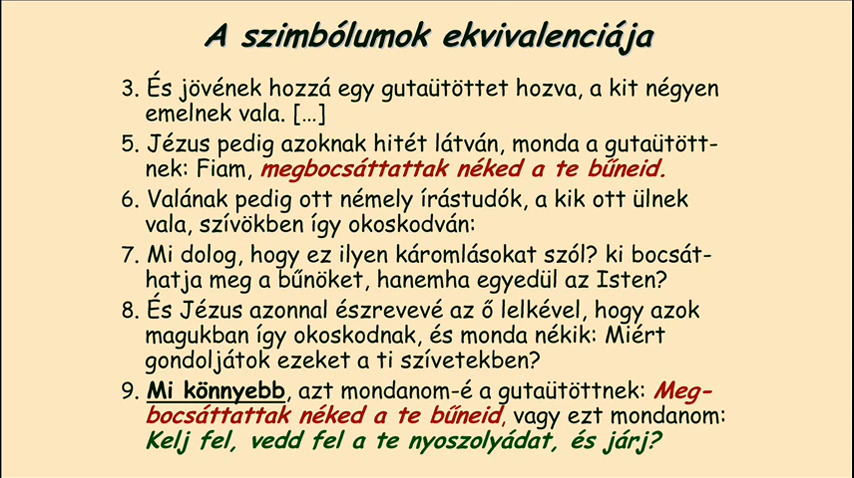 A szimbólumok ekvivalenciája
3. És jövének hozzá egy gutaütöttet hozva, a kit négyen
emelnek vala. […]
5. Jézus pedig azoknak hitét látván, monda a gutaütött-
nek: Fiam, megbocsáttattak néked a te bűneid.
6. Valának pedig ott némely írástudók, a kik ott ülnek
vala, szívökben így okoskodván:
7. Mi dolog, hogy ez ilyen káromlásokat szól? ki bocsát-
hatja meg a bűnöket, hanemha egyedül az Isten?
8. És Jézus azonnal észrevevé az ő lelkével, hogy azok
magukban így okoskodnak, és monda nékik: Miért
gondoljátok ezeket a ti szívetekben?
9. Mi könnyebb, azt mondanom-é a gutaütöttnek: Meg-
bocsáttattak néked a te bűneid, vagy ezt mondanom:
Kelj fel, vedd fel a te nyoszolyádat, és járj?